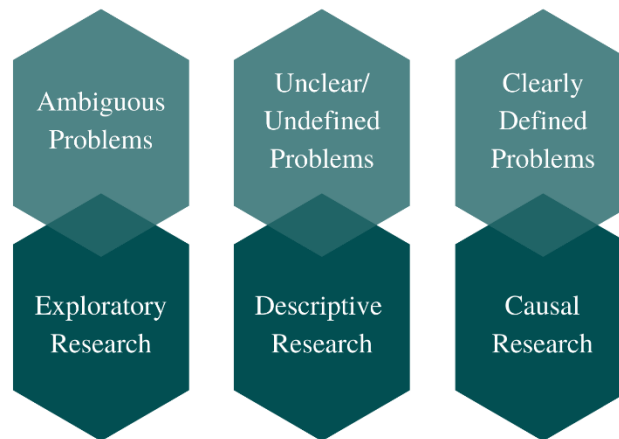 Ambiguous
Problems
Unclear/
Undefined
Problems
Clearly
Defined
Problems
Exploratory
Research
Descriptive
Research
Causal
Research